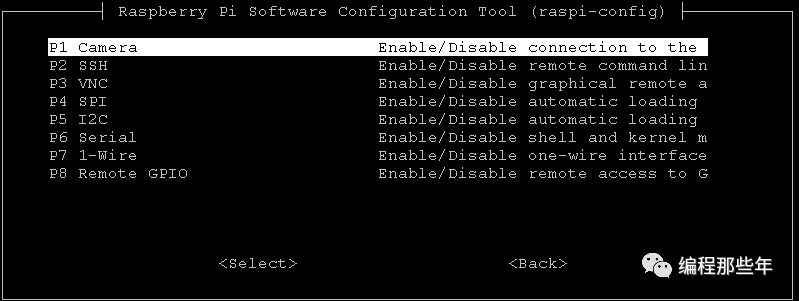 Raspberry Pi Software Configuration Tool (raspi-config)
P1 Camera Enable/Disable connection to the
P2 SSH Enable/Disable remote command lin
P3 VNC Enable/Disable graphical remote a
P4 SPI Enable/Disable automatic loading
P5 I2C Enable/Disable automatic loading
P6 Serial Enable/Disable shell and kernel m
P7 1-Wire Enable/Disable one-wire interface
P8 Remote GPIO Enable/Disable remote access to G
<Select> <Back>
编程那些年